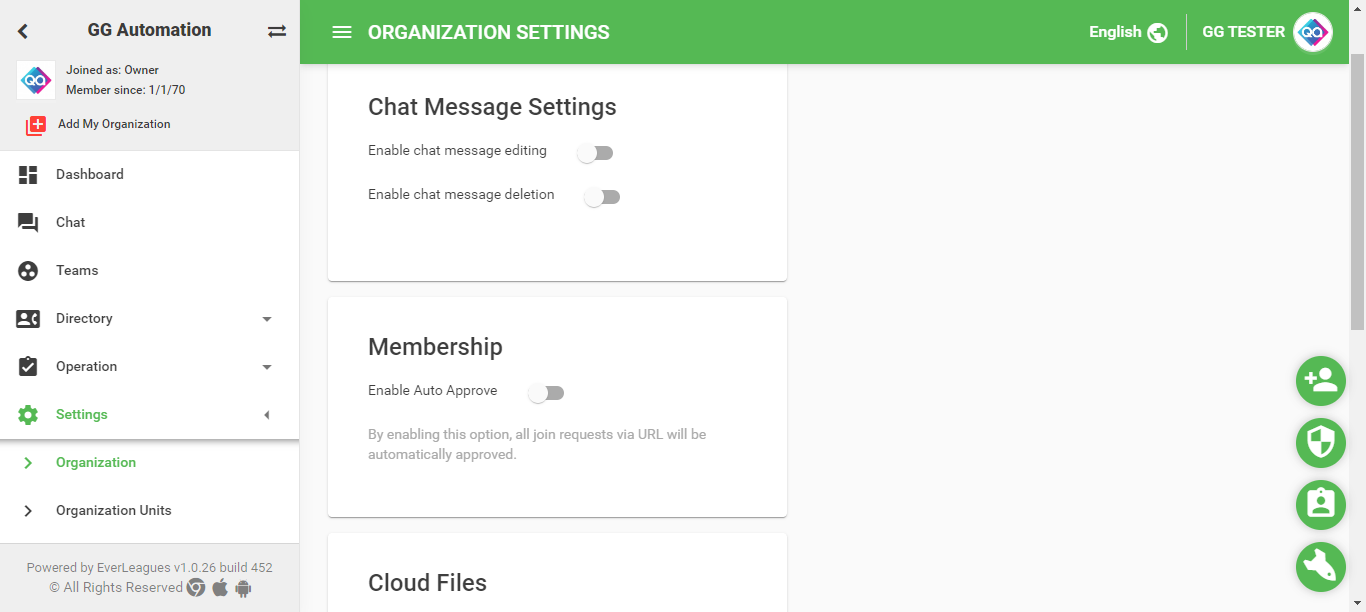 GG Automation
Joined as: Owner
Member since: 1/1/70
Add My Organization
Dashboard
Chat
Teams
Directory
Operation
Settings
Organization
Organization Units
Powered by EverLeagues v1.0.26 build 452
© All Rights Reserved
ORGANIZATION SETTINGS
English
GG TESTER
Chat Message Settings
Enable chat message editing
Enable chat message deletion
Membership
Enable Auto Approve
By enabling this option, all join requests via URL will be
automatically approved.
Cloud Files